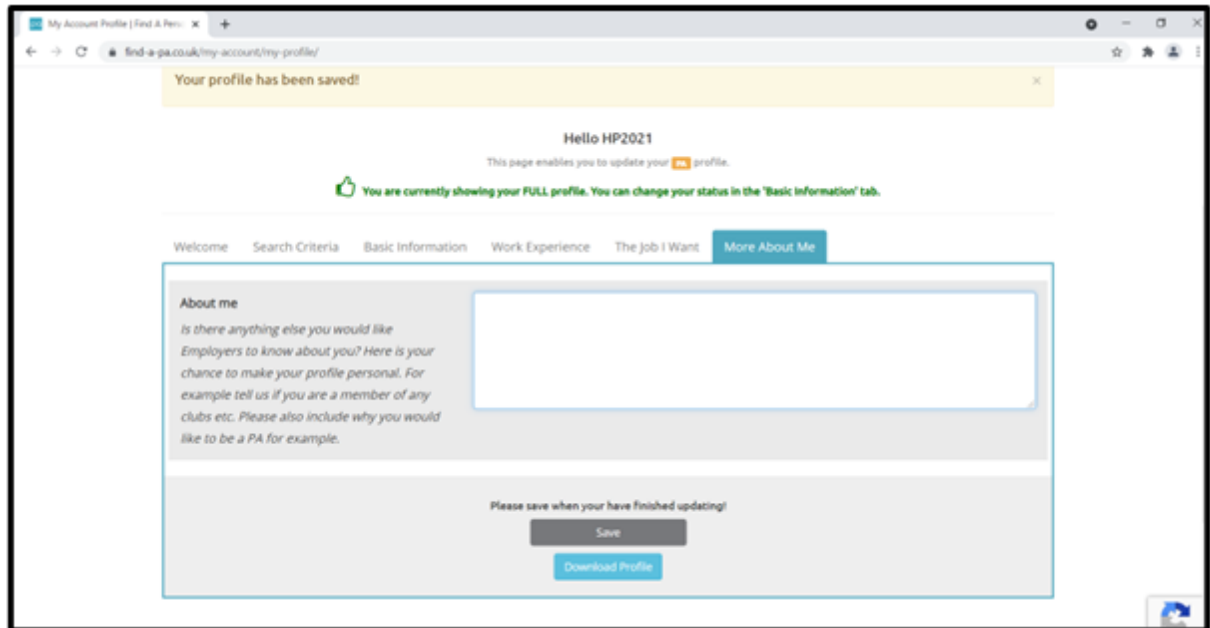 My Account Profile | Find A Pers
find-a-pa.co.uk/my-account/my-profile/
Your profile has been saved!
Hello HP2021
This page enables you to update your PA profile.
You are currently showing your FULL profile. You can change your status in the 'Basic Information' tab.
Welcome Search Criteria Basic Information Work Experience The Job I Want More About Me
About me
Is there anything else you would like
Employers to know about you? Here is your
chance to make your profile personal. For
example tell us if you are a member of any
clubs etc. Please also include why you would
like to be a PA for example.
Please save when your have finished updating!
Save
Download Profile